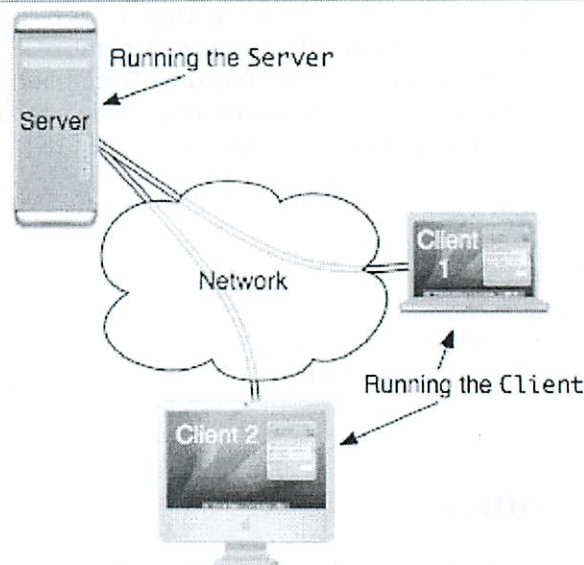 Running the Server
Server
Client
1
Network
Running the Client
Client 2